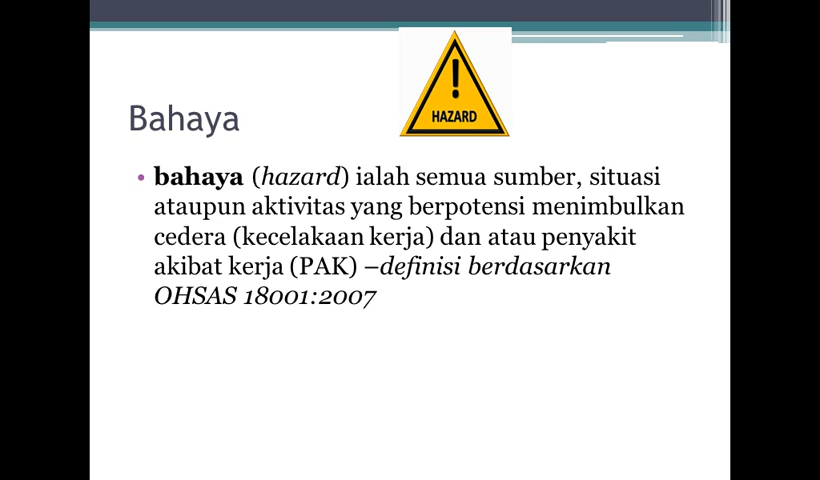 !
HAZARD
Bahaya
• bahaya (hazard) ialah semua sumber, situasi
ataupun aktivitas yang berpotensi menimbulkan
cedera (kecelakaan kerja) dan atau penyakit
akibat kerja (PAK) –definisi berdasarkan
OHSAS 18001:2007